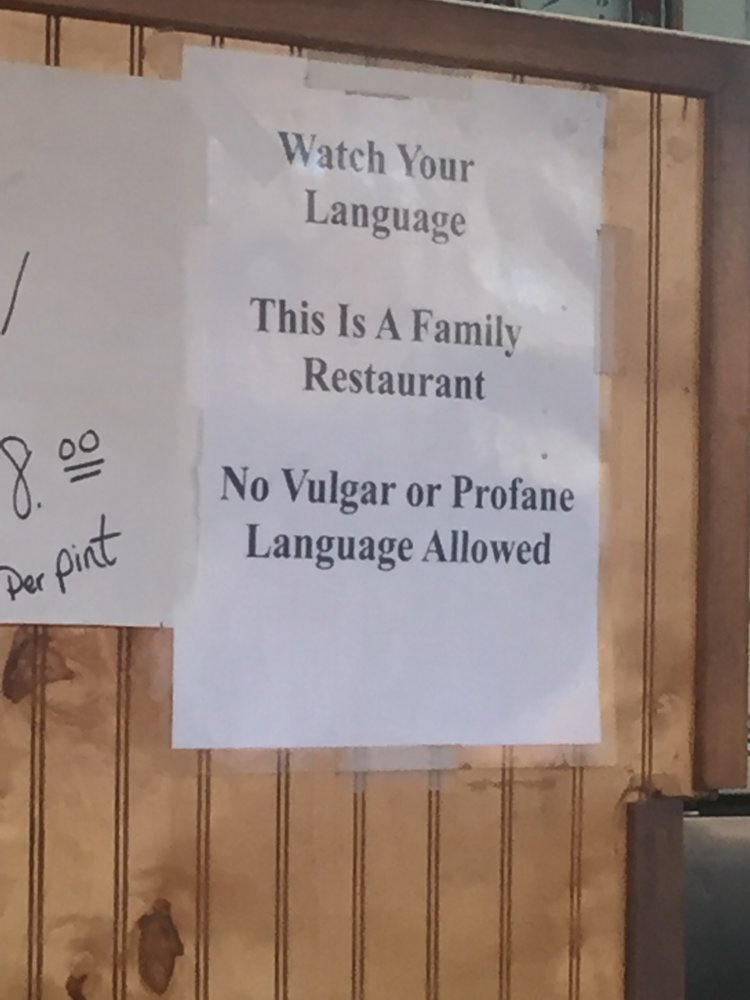 Watch Your
Language
This Is A Family
Restaurant
No Vulgar or Profane
Language Allowed
/
8.00
Per pint